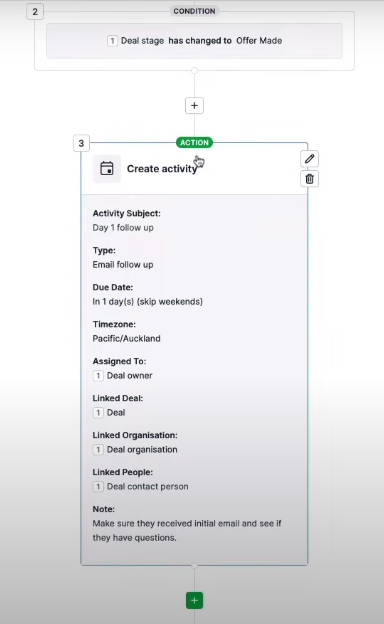 2
CONDITION
1 Deal stage has changed to Offer Made
+
3
ACTION
Create activity
Activity Subject:
Day 1 follow up
Type:
Email follow up
Due Date:
In 1 day(s) (skip weekends)
Timezone:
Pacific/Auckland
Assigned To:
1 Deal owner
Linked Deal:
1 Deal
Linked Organisation:
1 Deal organisation
Linked People:
1 Deal contact person
Note:
Make sure they received initial email and see if
they have questions.
+